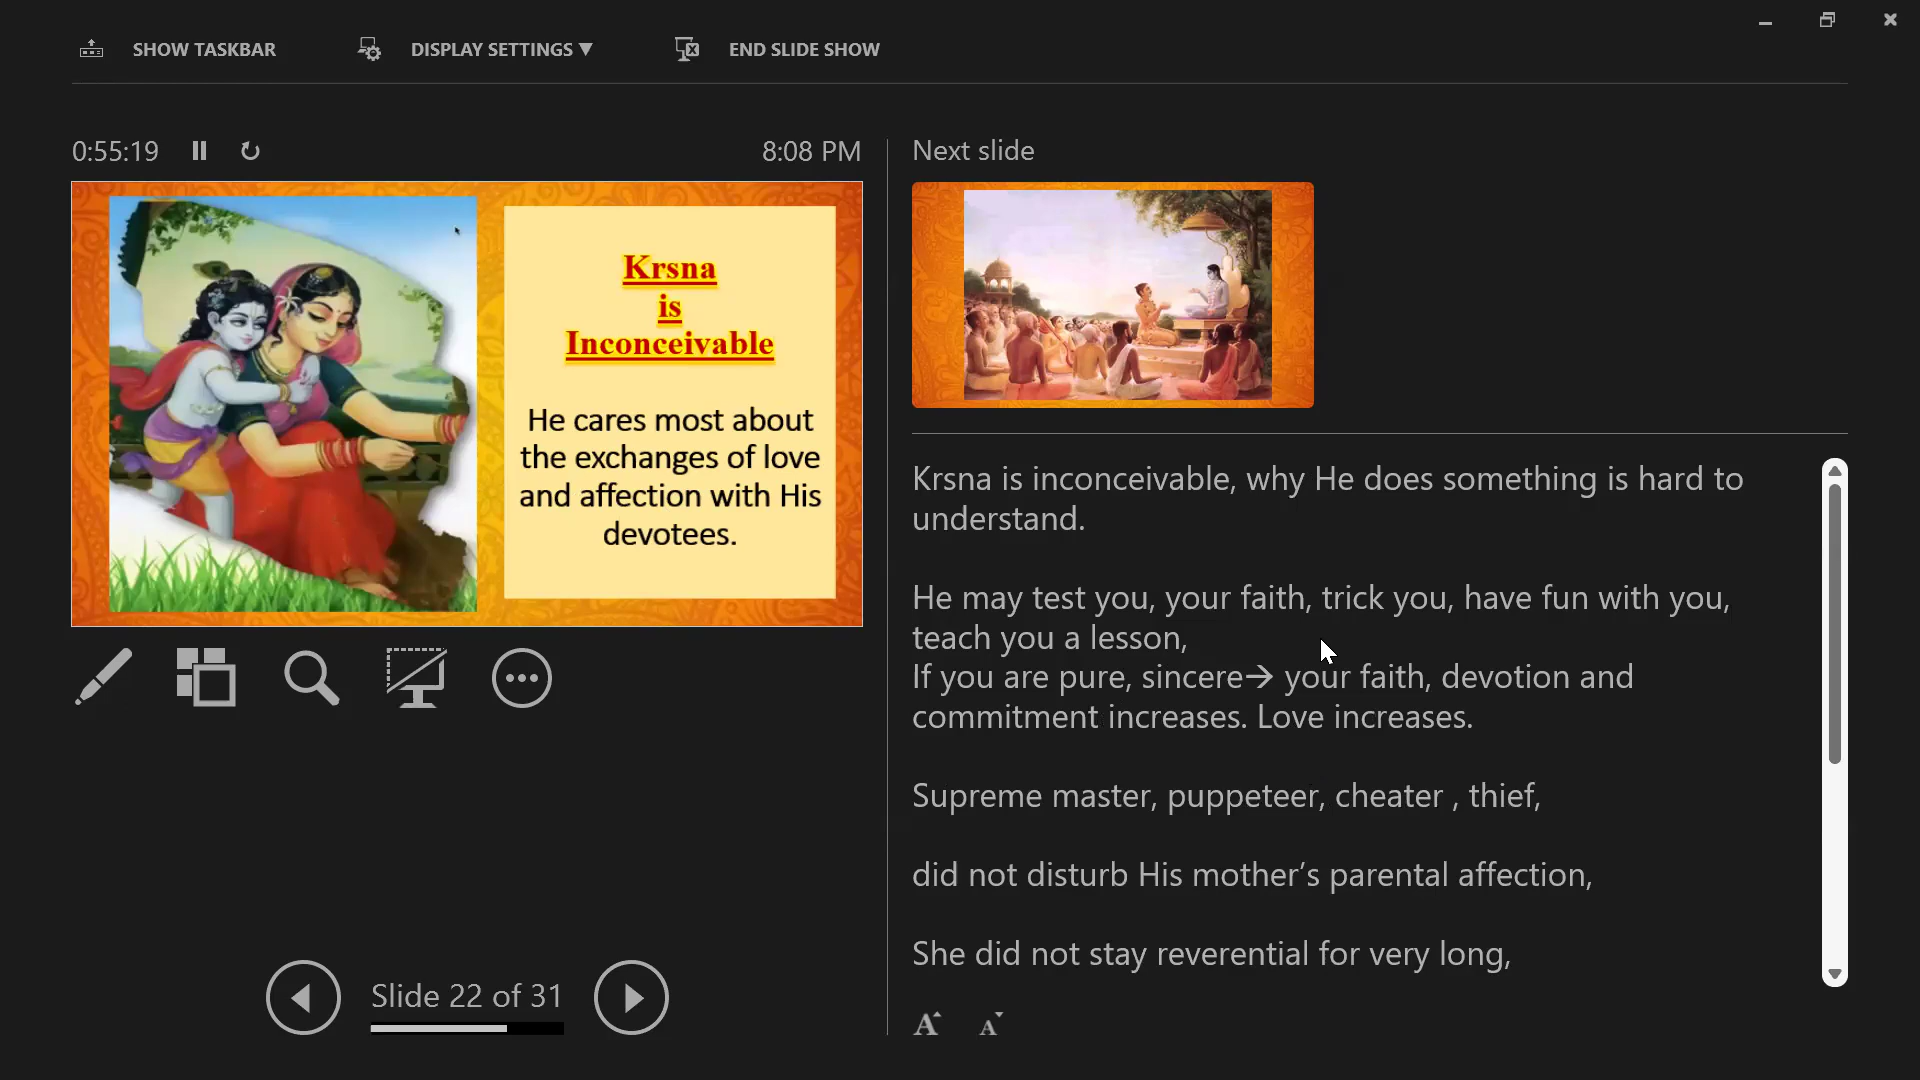 SHOW TASKBAR
DISPLAY SETTINGS ▼
END SLIDE SHOW
0:55:19
8:08 PM
Krsna
is
Inconceivable
He cares most about
the exchanges of love
and affection with His
devotees.
Slide 22 of 31
Next slide
Krsna is inconceivable, why He does something is hard to
understand.
He may test you, your faith, trick you, have fun with you,
teach you a lesson,
If you are pure, sincere→ your faith, devotion and
commitment increases. Love increases.
Supreme master, puppeteer, cheater , thief,
did not disturb His mother’s parental affection,
She did not stay reverential for very long,
A A